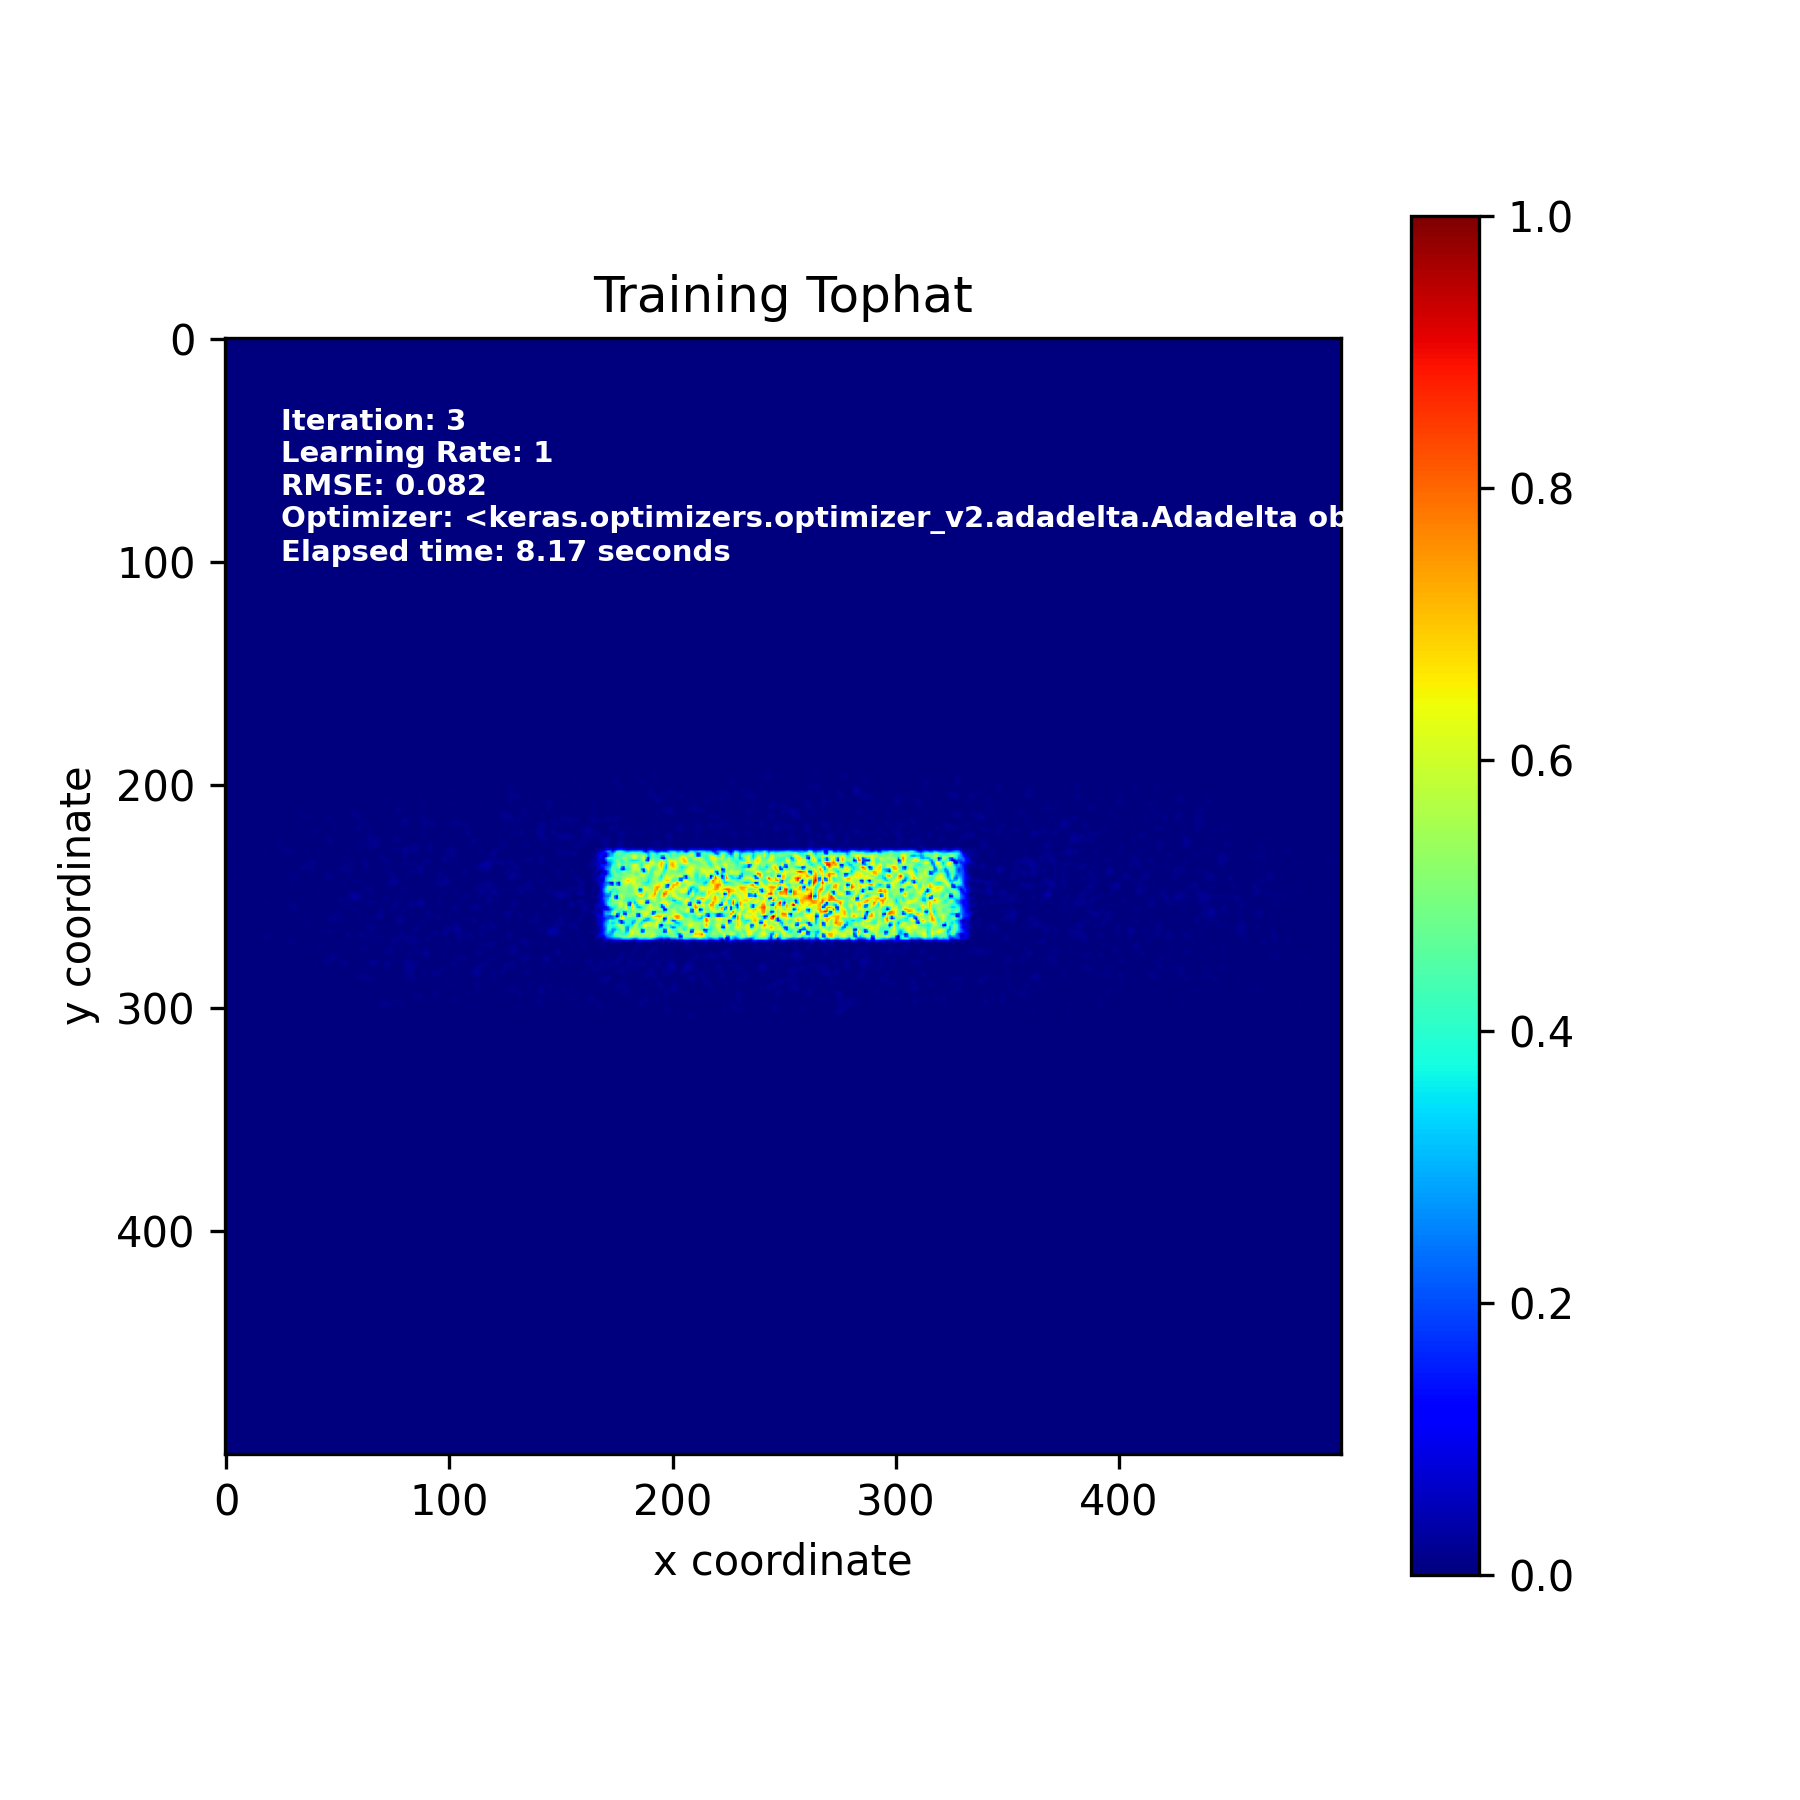 Training Tophat
Iteration: 3
Learning Rate: 1
RMSE: 0.082
Optimizer: <keras.optimizers.optimizer_v2.adadelta.Adadelta ob
Elapsed time: 8.17 seconds
0
100
200
300
400
y coordinate
0
100
200
300
400
x coordinate
1.0
0.8
0.6
0.4
0.2
0.0